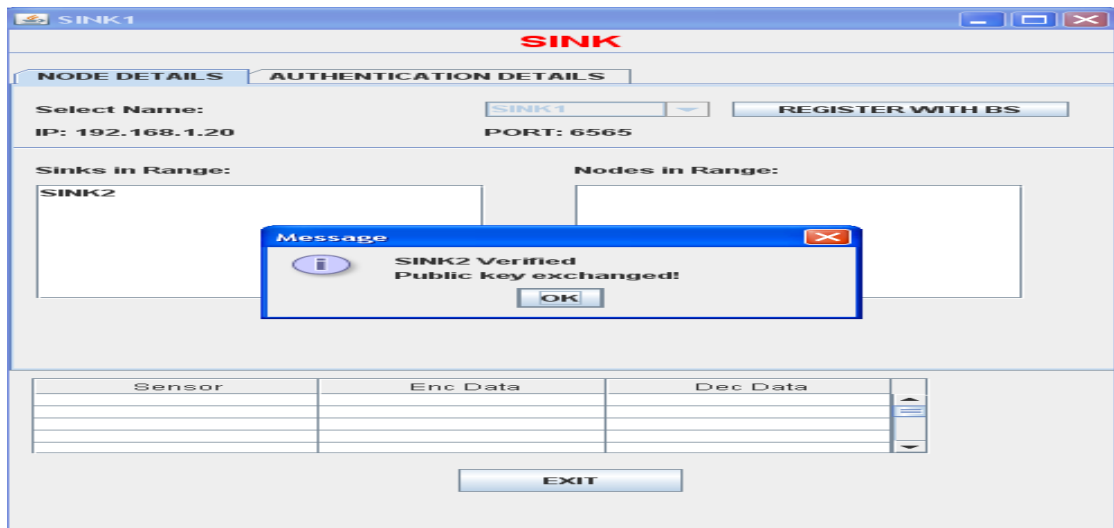 SINK1
SINK
NODE DETAILS AUTHENTICATION DETAILS
Select Name: SINK1 REGISTER WITH BS
IP: 192.168.1.20 PORT: 6565
Sinks in Range: Nodes in Range:
SINK2
Message
SINK2 Verified
Public key exchanged!
OK
Sensor Enc Data Dec Data
EXIT